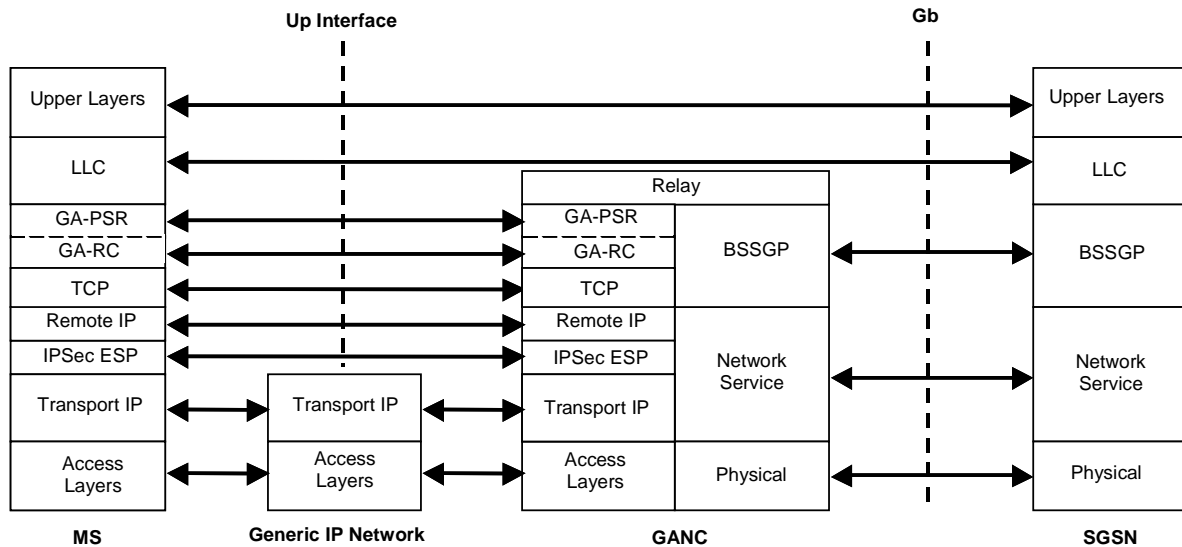 Up Interface
Gb
Upper Layers
Upper Layers
LLC
LLC
Relay
GA-PSR
GA-PSR
GA-RC
GA-RC
BSSGP
BSSGP
TCP
TCP
Remote IP
Remote IP
IPSec ESP
IPSec ESP
Network
Service
Network
Service
Transport IP
Transport IP
Transport IP
Access
Layers
Access
Layers
Access
Layers
Physical
Physical
MS
Generic IP Network
GANC
SGSN